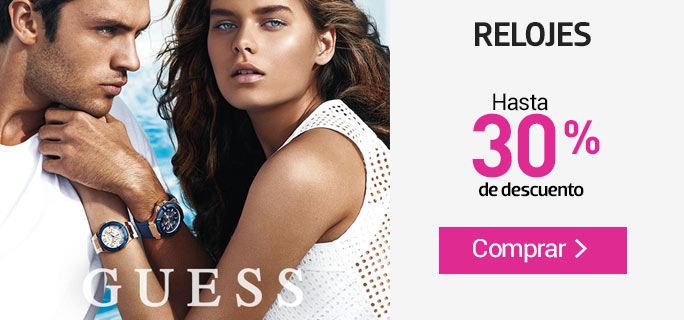 GUESS
RELOJES
Hasta
30%
de descuento
Comprar >